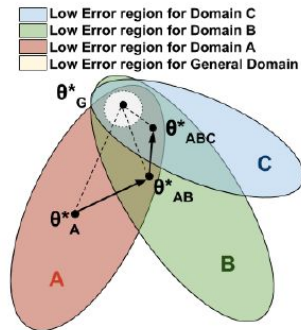 Low Error region for Domain C
Low Error region for Domain B
Low Error region for Domain A
Low Error region for General Domain
θ*
G
θ*
ABC
C
θ*
AB
θ*
A
A
B